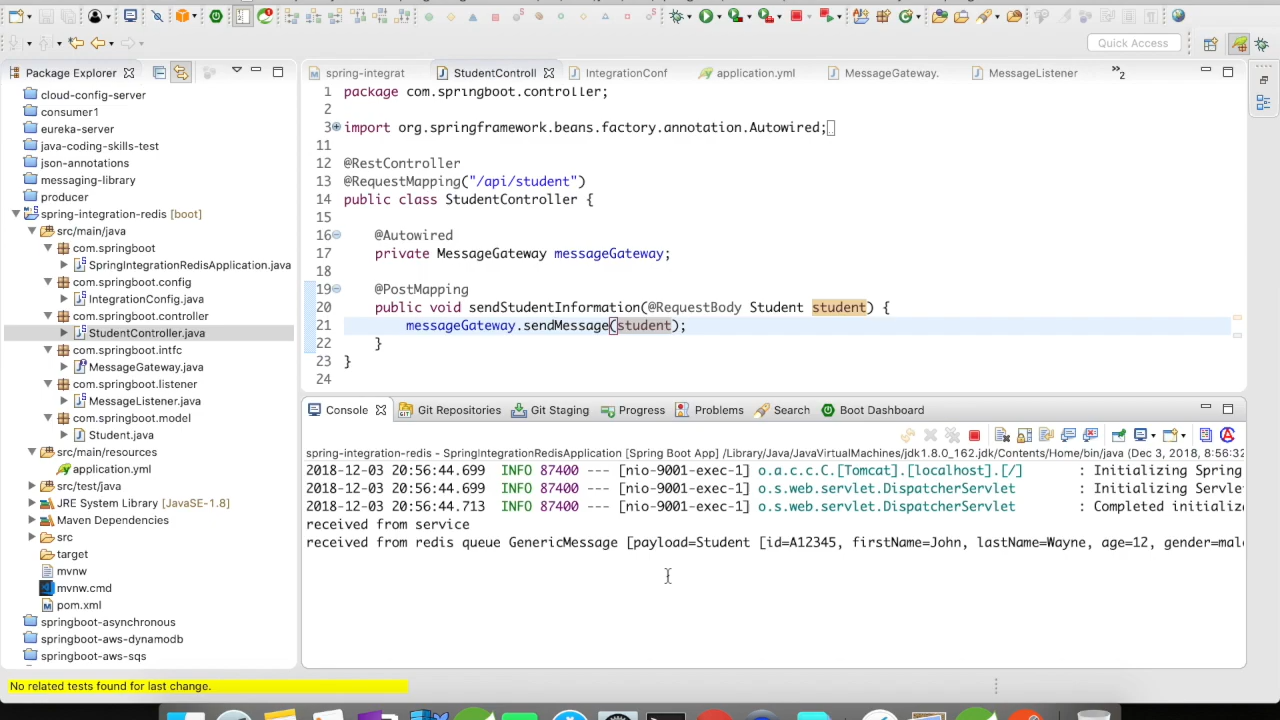 Quick Access
Package Explorer
cloud-config-server
consumer1
eureka-server
java-coding-skills-test
json-annotations
messaging-library
producer
spring-integration-redis [boot]
src/main/java
com.springboot
SpringIntegrationRedisApplication.java
com.springboot.config
IntegrationConfig.java
com.springboot.controller
StudentController.java
com.springboot.intfc
MessageGateway.java
com.springboot.listener
MessageListener.java
com.springboot.model
Student.java
src/main/resources
application.yml
src/test/java
JRE System Library [JavaSE-1.8]
Maven Dependencies
src
target
mvnw
mvnw.cmd
pom.xml
springboot-asynchronous
springboot-aws-dynamodb
springboot-aws-sqs
No related tests found for last change.
spring-integrat StudentControll IntegrationConf application.yml MessageGateway. MessageListener »2
1 package com.springboot.controller;
2
3 import org.springframework.beans.factory.annotation.Autowired;
11
12 @RestController
13 @RequestMapping("/api/student")
14 public class StudentController {
15
16 @Autowired
17 private MessageGateway messageGateway;
18
19 @PostMapping
20 public void sendStudentInformation(@RequestBody Student student) {
21 messageGateway.sendMessage(student);
22 }
23 }
24
Console Git Repositories Git Staging Progress Problems Search Boot Dashboard
spring-integration-redis - SpringIntegrationRedisApplication [Spring Boot App] /Library/Java/JavaVirtualMachines/jdk1.8.0_162.jdk/Contents/Home/bin/java (Dec 3, 2018, 8:56:32
2018-12-03 20:56:44.699 INFO 87400 --- [nio-9001-exec-1] o.a.c.c.C.[Tomcat].[localhost].[/] : Initializing Spring
2018-12-03 20:56:44.699 INFO 87400 --- [nio-9001-exec-1] o.s.web.servlet.DispatcherServlet : Initializing Servle
2018-12-03 20:56:44.713 INFO 87400 --- [nio-9001-exec-1] o.s.web.servlet.DispatcherServlet : Completed initializ
received from service
received from redis queue GenericMessage [payload=Student [id=A12345, firstName=John, lastName=Wayne, age=12, gender=mal